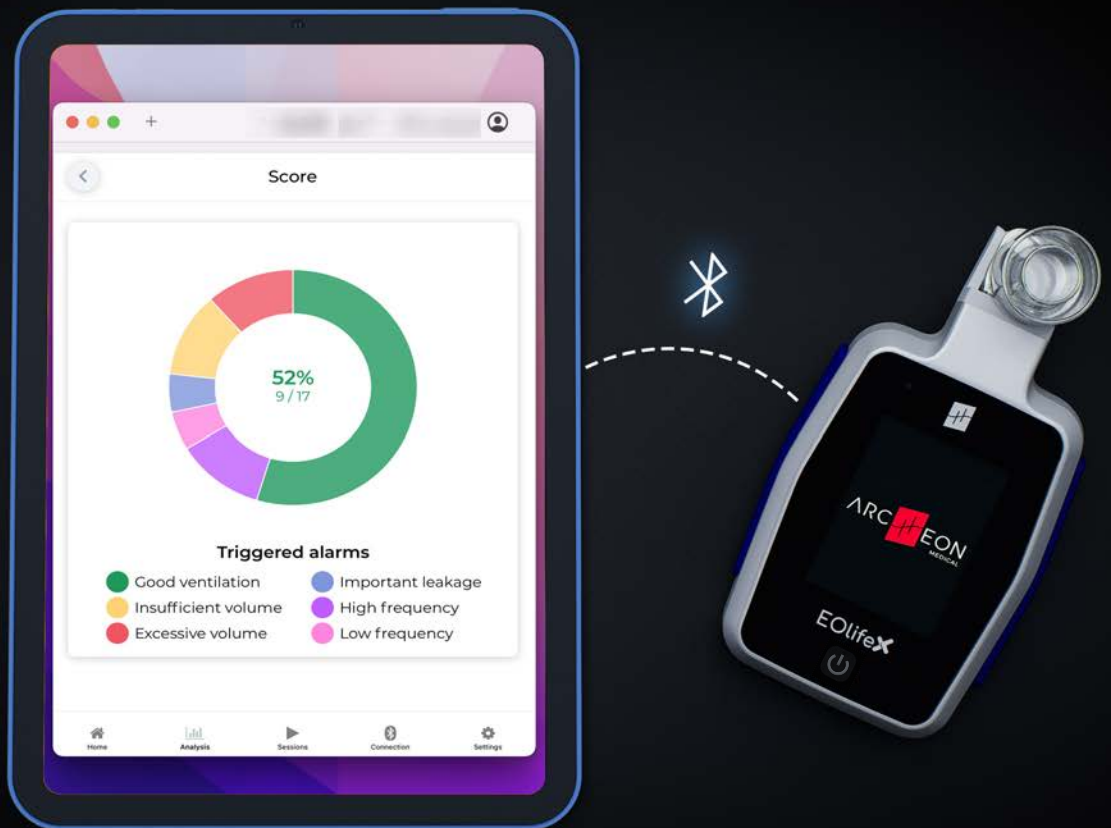 Score
52%
9 / 17
Triggered alarms
Good ventilation
Important leakage
Insufficient volume
High frequency
Excessive volume
Low frequency
Home
Analysis
Sessions
Connection
Settings
ARCHEON
MEDICAL
EOlifeX